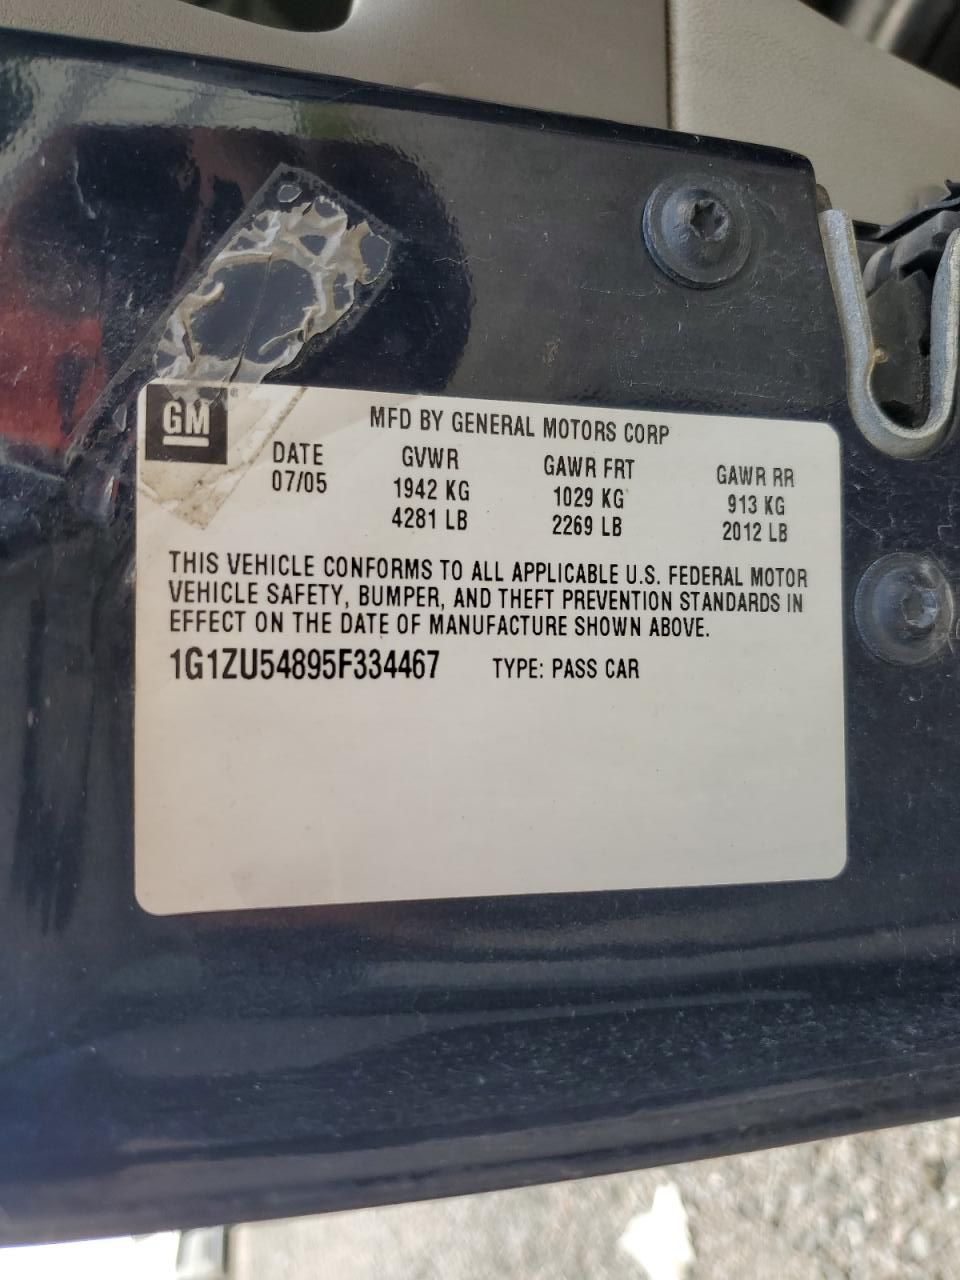 GM
MFD BY GENERAL MOTORS CORP
DATE GVWR GAWR FRT GAWR RR
07/05 1942 KG 1029 KG 913 KG
4281 LB 2269 LB 2012 LB
THIS VEHICLE CONFORMS TO ALL APPLICABLE U.S. FEDERAL MOTOR
VEHICLE SAFETY, BUMPER, AND THEFT PREVENTION STANDARDS IN
EFFECT ON THE DATE OF MANUFACTURE SHOWN ABOVE.
1G1ZU54895F334467 TYPE: PASS CAR